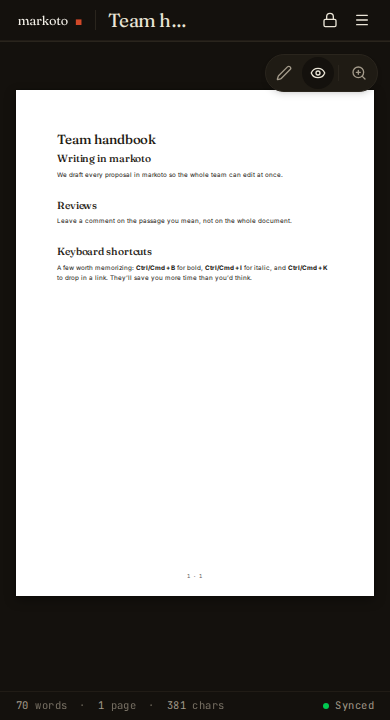 markoto
Team h...
Team handbook
Writing in markoto
We draft every proposal in markoto so the whole team can edit at once.
Reviews
Leave a comment on the passage you mean, not on the whole document.
Keyboard shortcuts
A few worth memorizing: Ctrl/Cmd+B for bold, Ctrl/Cmd+I for italic, and Ctrl/Cmd+K
to drop in a link. They'll save you more time than you'd think.
1 - 1
70 words · 1 page · 381 chars
Synced